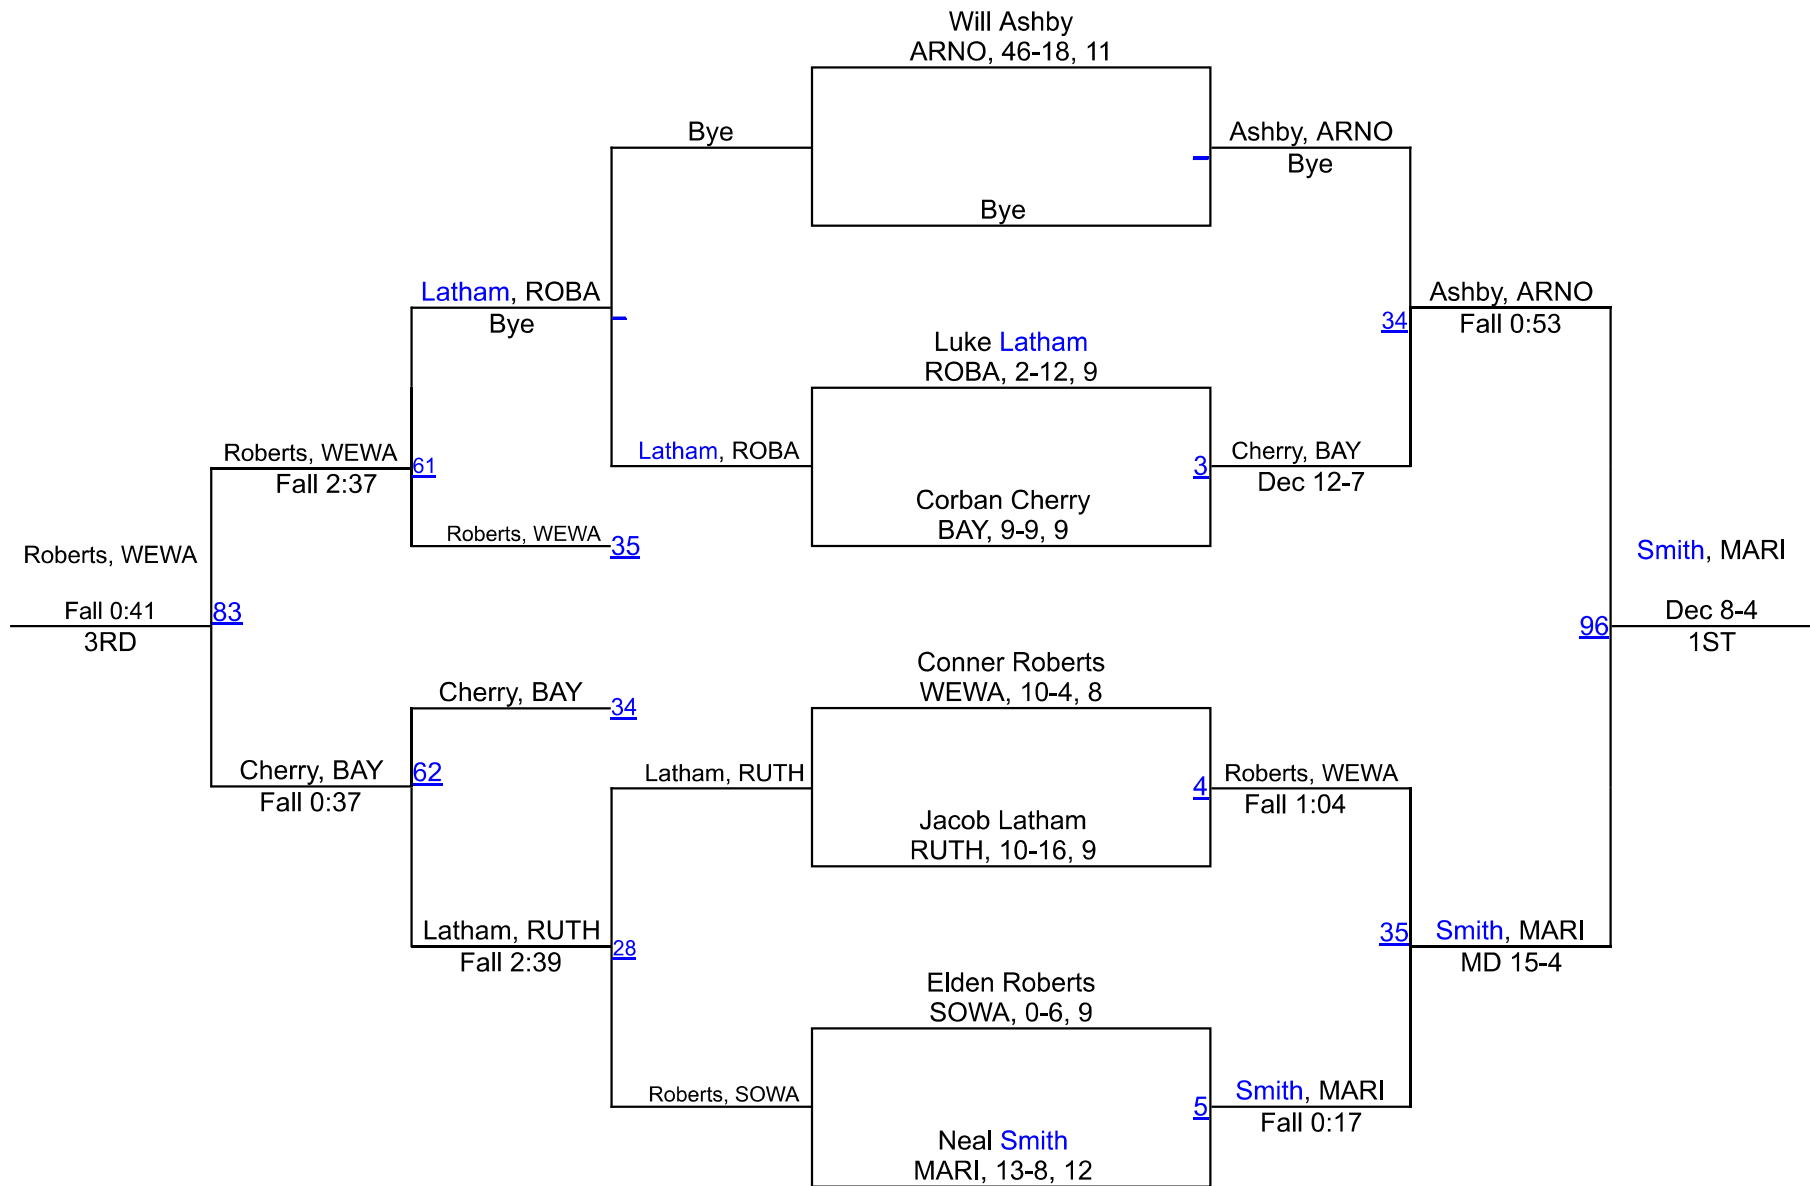 Will Ashby
ARNO, 46-18, 11
Bye
Ashby, ARNO
Bye
Bye
Latham, ROBA
Bye
Ashby, ARNO
34
Fall 0:53
Luke Latham
ROBA, 2-12, 9
Roberts, WEWA
61
Fall 2:37
Latham, ROBA
3
Cherry, BAY
Dec 12-7
Corban Cherry
BAY, 9-9, 9
Roberts, WEWA
35
Roberts, WEWA
Smith, MARI
Fall 0:41
83
3RD
96
Dec 8-4
1ST
Conner Roberts
WEWA, 10-4, 8
Cherry, BAY
34
Cherry, BAY
62
Fall 0:37
Latham, RUTH
4
Roberts, WEWA
Fall 1:04
Jacob Latham
RUTH, 10-16, 9
Latham, RUTH
28
Fall 2:39
35
Smith, MARI
MD 15-4
Elden Roberts
SOWA, 0-6, 9
Roberts, SOWA
5
Smith, MARI
Fall 0:17
Neal Smith
MARI, 13-8, 12